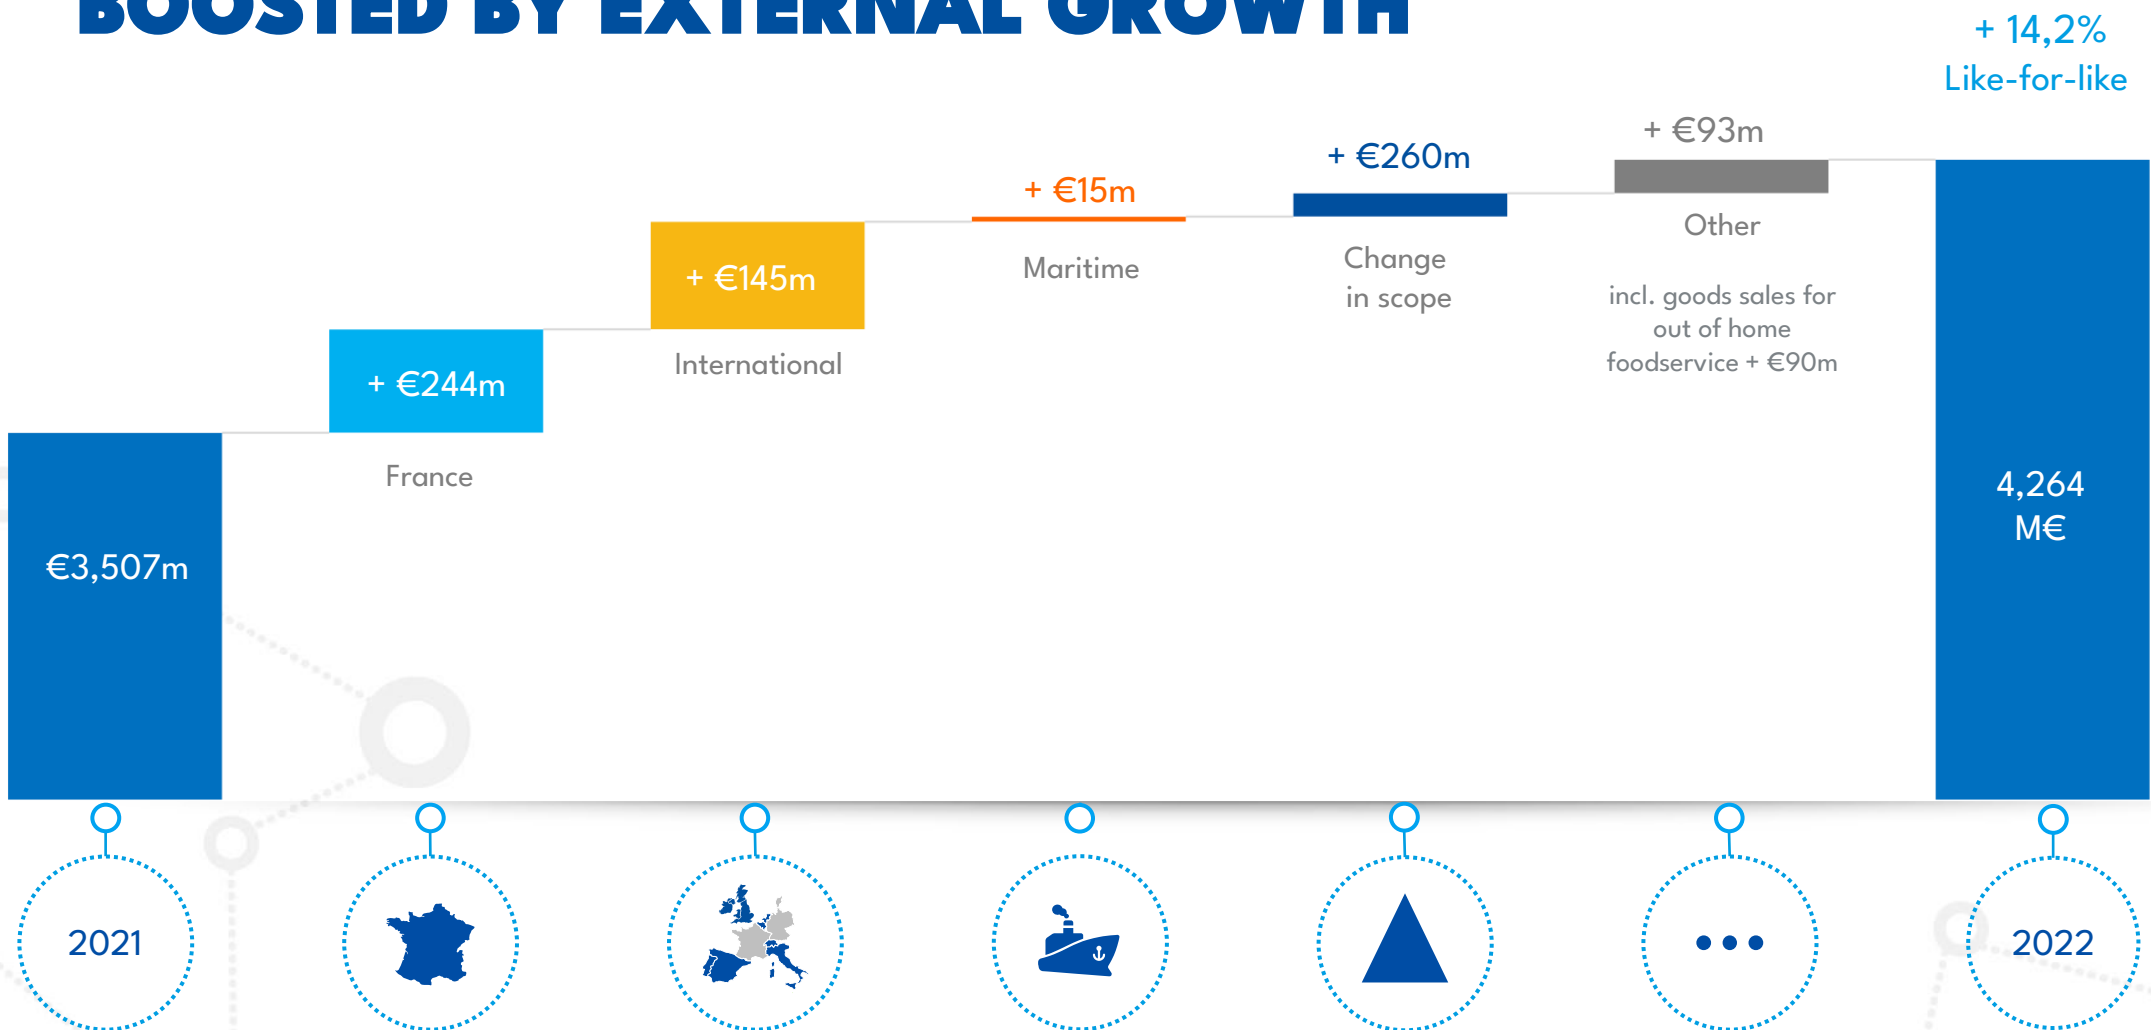 BOOSTED BY EXTERNAL GROWTH
+ 14,2%
Like-for-like
€3,507m
+ €244m
France
+ €145m
International
+ €15m
Maritime
+ €260m
Change
in scope
+ €93m
Other
incl. goods sales for
out of home
foodservice + €90m
4,264
M€
2021
2022